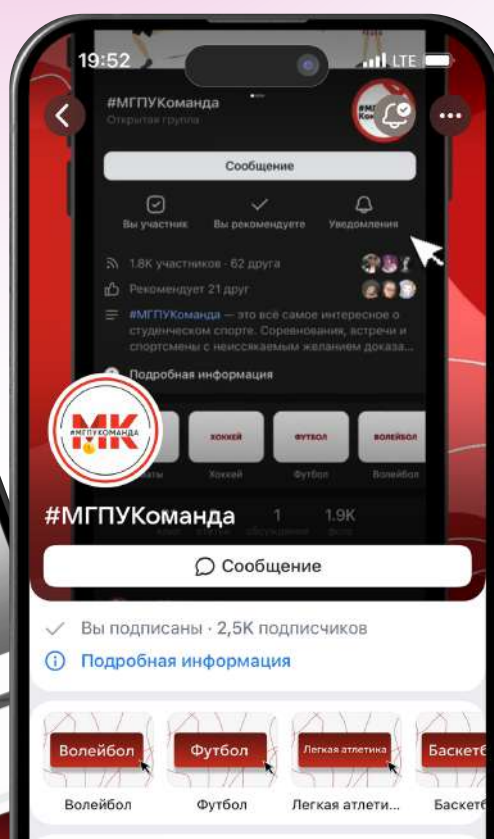 19:52
LTE
#МГПУКоманда
Открытая группа
Сообщение
Вы участник
Вы рекомендуете
Уведомления
1.8K участников · 62 друга
Рекомендует 21 друг
#МГПУКоманда — это всё самое интересное о
студенческом спорте. Соревнования, встречи и
спортсмены с неиссякаемым желанием доказа...
Подробная информация
ХОККЕЙ
ФУТБОЛ
ВОЛЕЙБОЛ
Хоккей
Футбол
Волейбол
МК
#МГПУКОМАНДА
1
1.9K
#МГПУКоманда
Сообщение
Вы подписаны · 2,5K подписчиков
Подробная информация
Волейбол
Футбол
Легкая атлетика
Баскетб
Волейбол
Футбол
Легкая атлети...
Баскетб